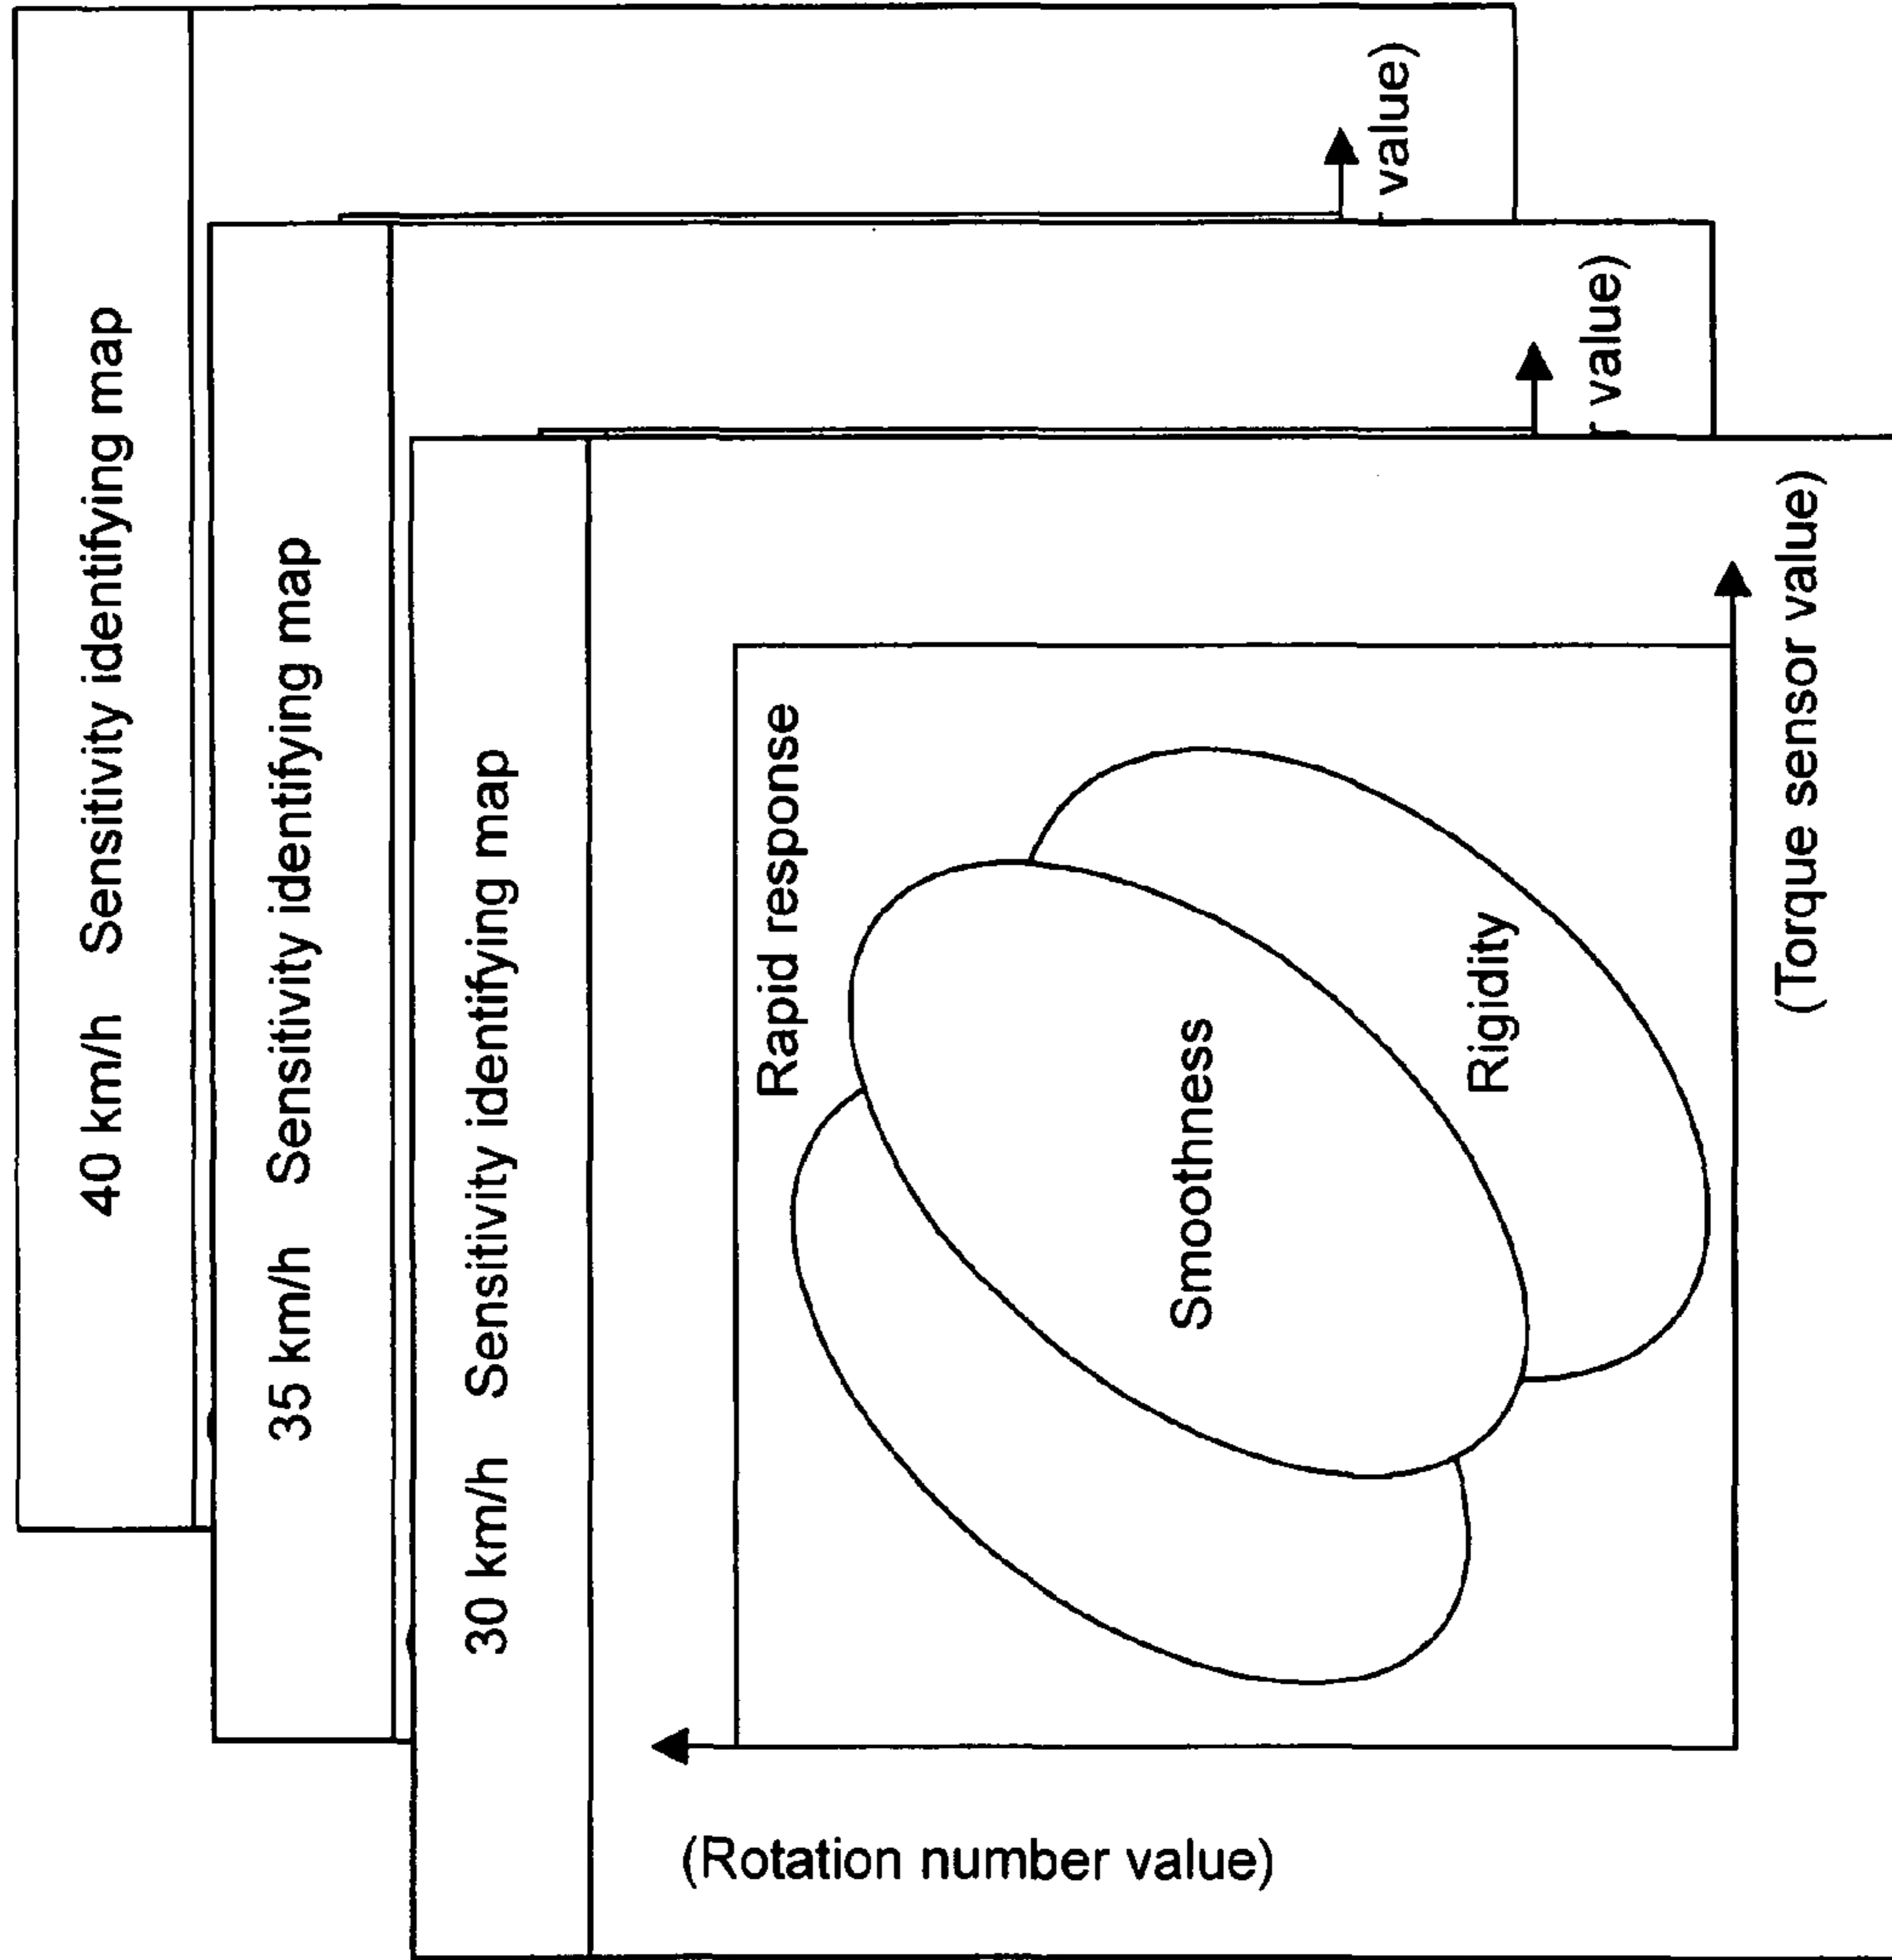 40 km/h Sensitivity identifying map
35 km/h Sensitivity identifying map
30 km/h Sensitivity identifying map
(Rotation number value)
Rapid response
Smoothness
Rigidity
(Torque sensor value)
value)
value)